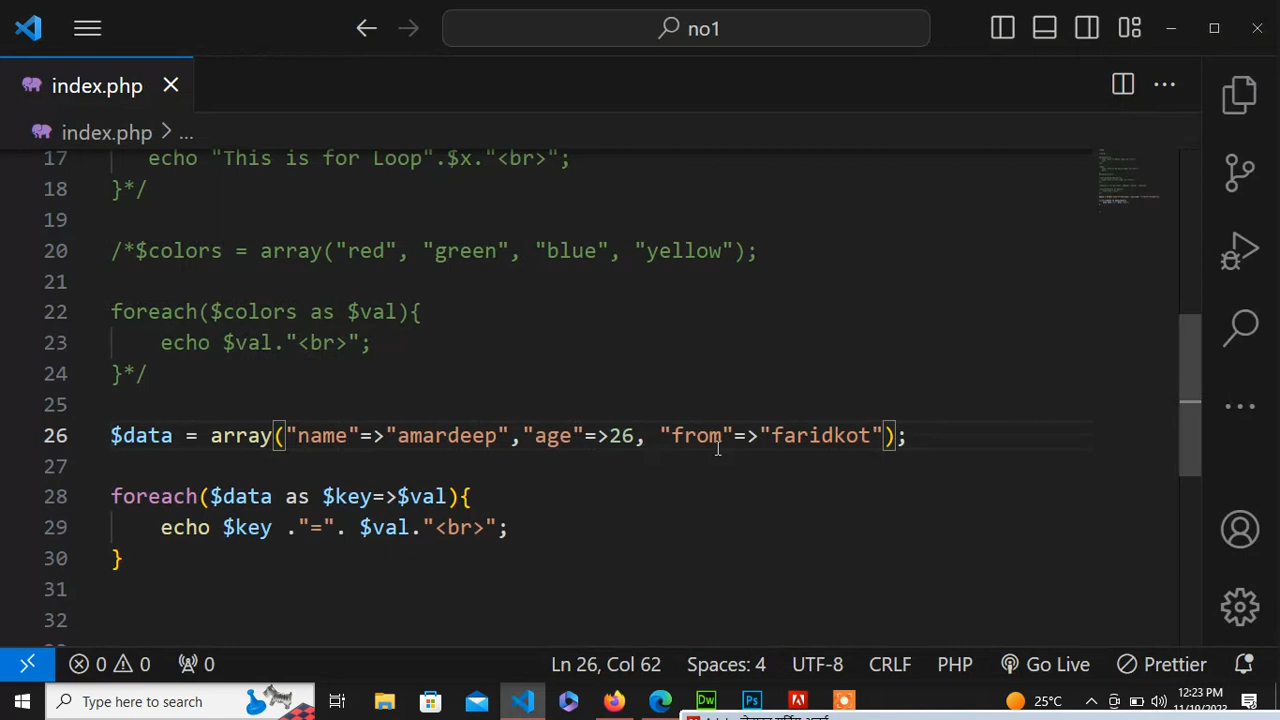 no1
index.php
index.php > ...
17 echo "This is for Loop".$x."<br>";
18 }*/
19
20 /*$colors = array("red", "green", "blue", "yellow");
21
22 foreach($colors as $val){
23 echo $val."<br>";
24 }*/
25
26 $data = array("name"=>"amardeep","age"=>26, "from"=>"faridkot");
27
28 foreach($data as $key=>$val){
29 echo $key ."=". $val."<br>";
30 }
31
32
0 0 0 Ln 26, Col 62 Spaces: 4 UTF-8 CRLF PHP Go Live Prettier
Type here to search Dw Ps 25°C 12:23 PM